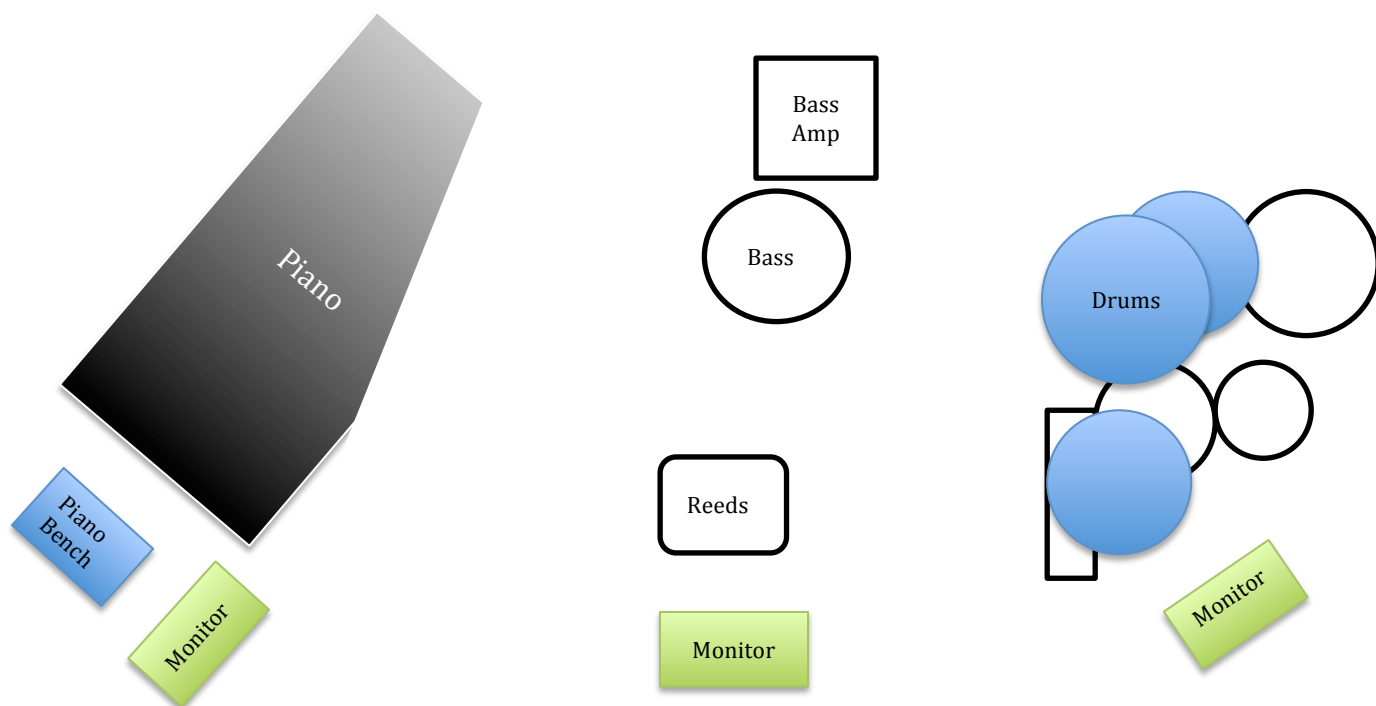 Bass
Amp
Piano
Bass
Drums
Reeds
Piano
Bench
Monitor
Monitor
Monitor